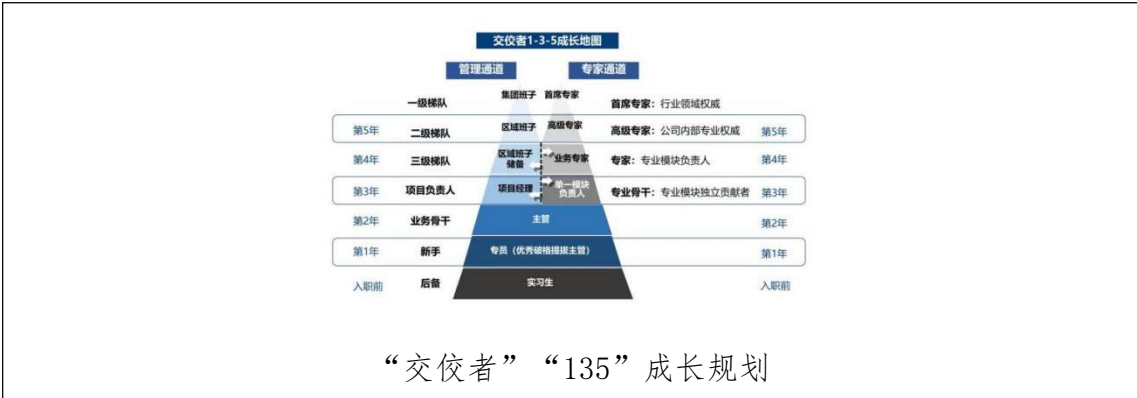 交佼者1-3-5成长地图
管理通道 专家通道
集团班子 首席专家
一级梯队 首席专家：行业领域权威
第5年 二级梯队 区域班子 高级专家 高级专家：公司内部专业权威 第5年
第4年 三级梯队 区域班子储备 业务专家 专家：专业模块负责人 第4年
第3年 项目负责人 项目经理 单一模块负责人 专业骨干：专业模块独立贡献者 第3年
第2年 业务骨干 主管 第2年
第1年 新手 专员（优秀破格提拔主管） 第1年
入职前 后备 实习生 入职前
“交佼者”“135”成长规划